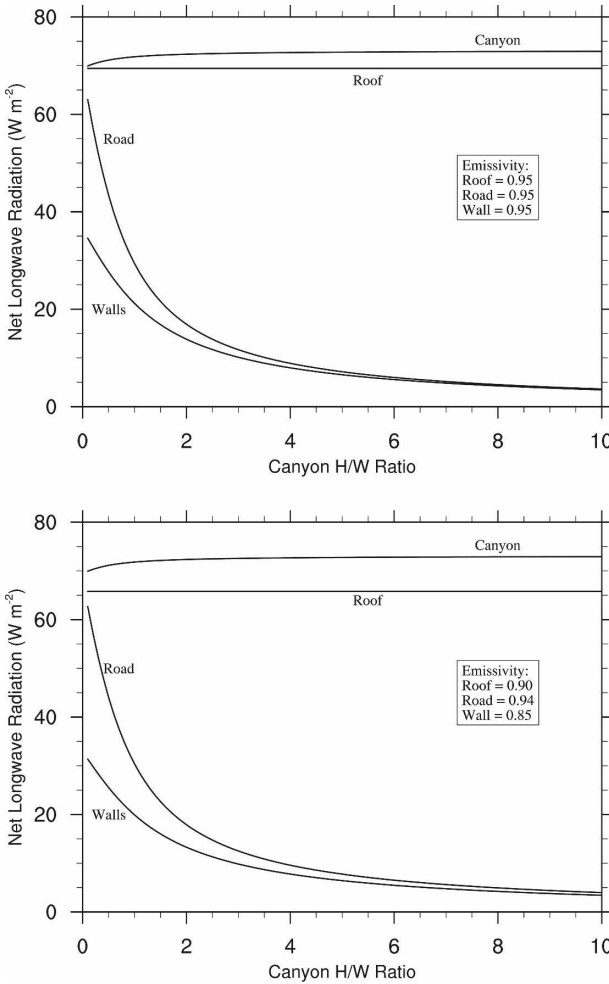 80
60
40
20
0
Net Longwave Radiation (W m-2)
Canyon
Roof
Road
Walls
Emissivity:
Roof = 0.95
Road = 0.95
Wall = 0.95
0 2 4 6 8 10
Canyon H/W Ratio
80
60
40
20
0
Net Longwave Radiation (W m-2)
Canyon
Roof
Road
Walls
Emissivity:
Roof = 0.90
Road = 0.94
Wall = 0.85
0 2 4 6 8 10
Canyon H/W Ratio